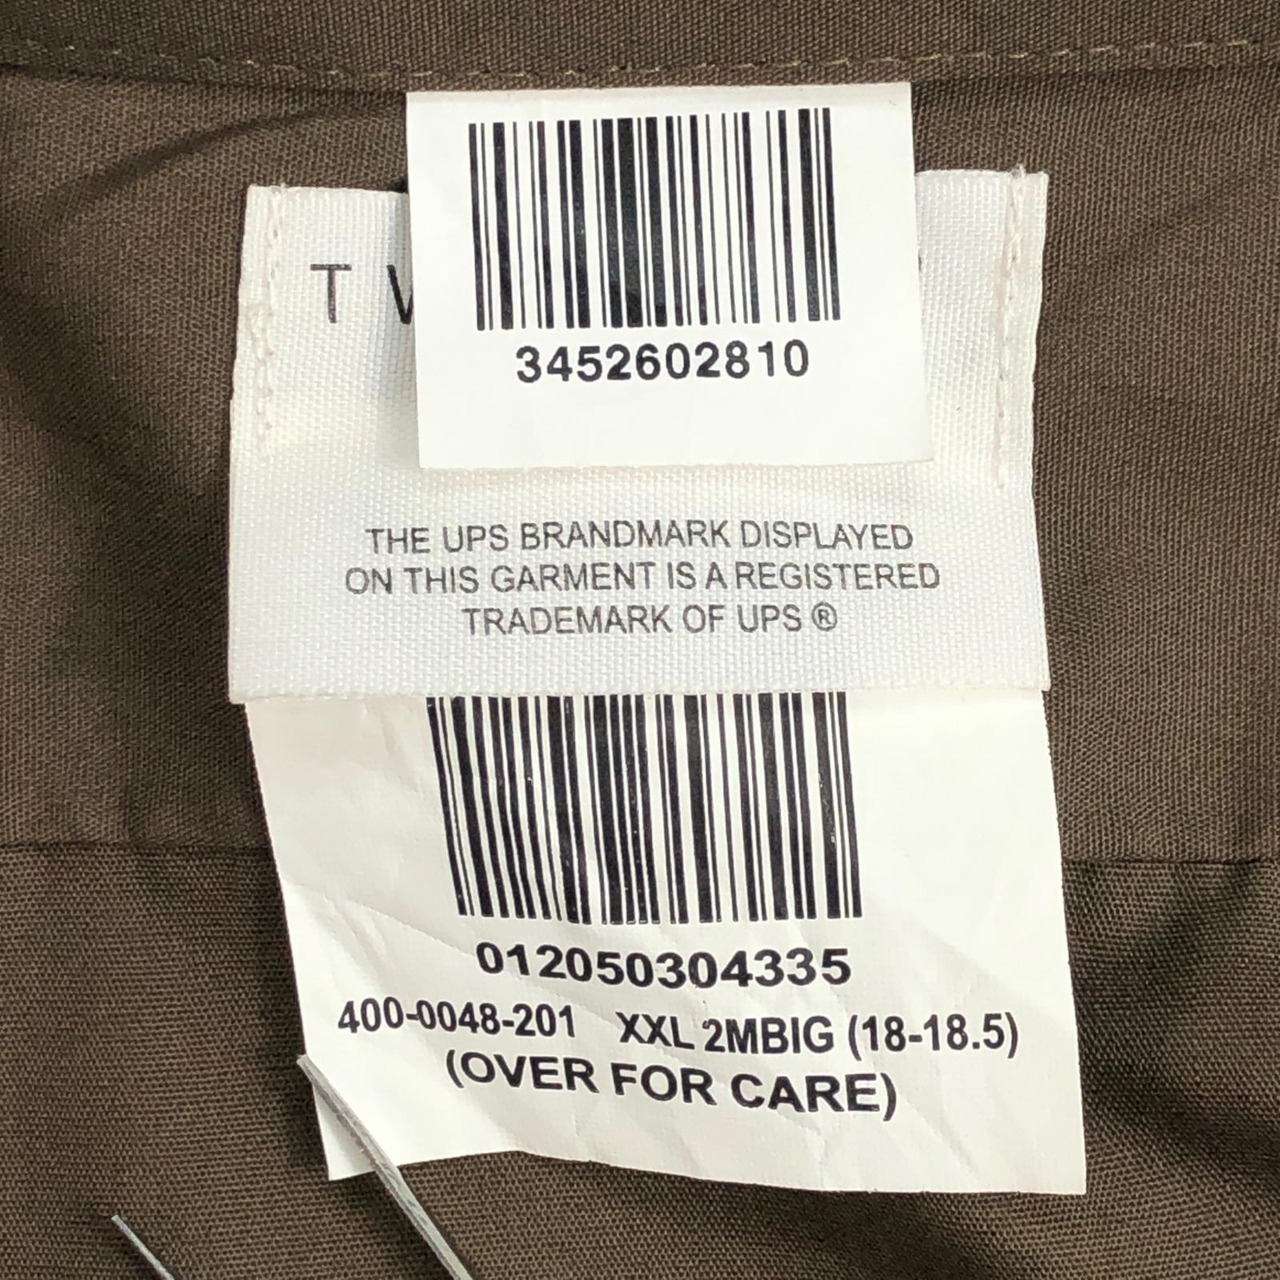 3452602810
THE UPS BRANDMARK DISPLAYED
ON THIS GARMENT IS A REGISTERED
TRADEMARK OF UPS ®
012050304335
400-0048-201 XXL 2MBIG (18-18.5)
(OVER FOR CARE)